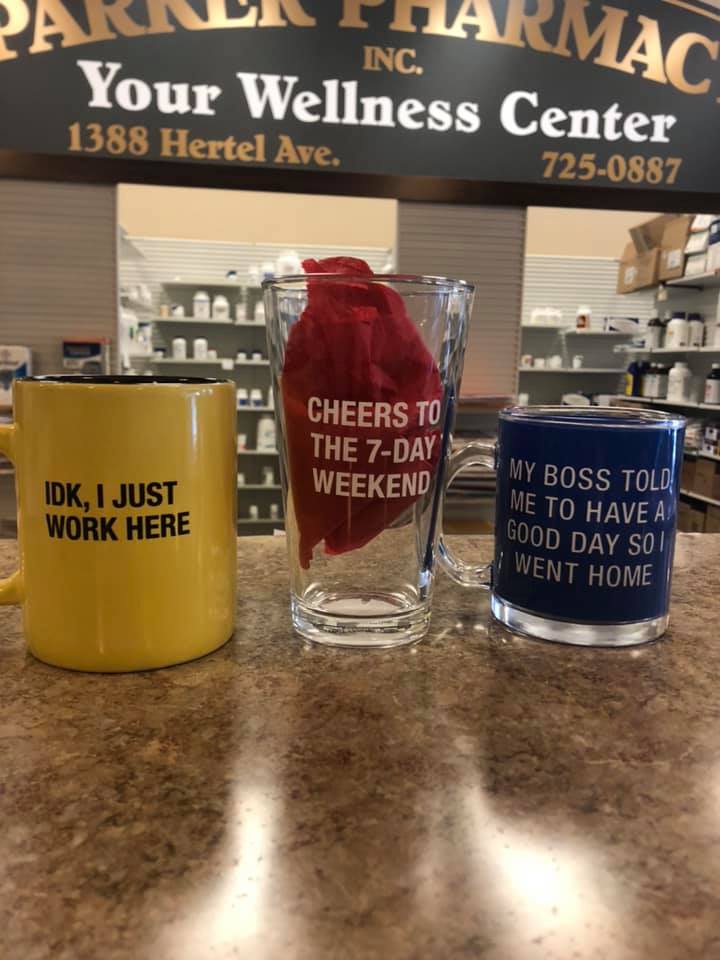 PARKER PHARMAC
INC.
Your Wellness Center
1388 Hertel Ave.
725-0887
IDK, I JUST
WORK HERE
CHEERS TO
THE 7-DAY
WEEKEND
MY BOSS TOLD
ME TO HAVE A
GOOD DAY SO I
WENT HOME